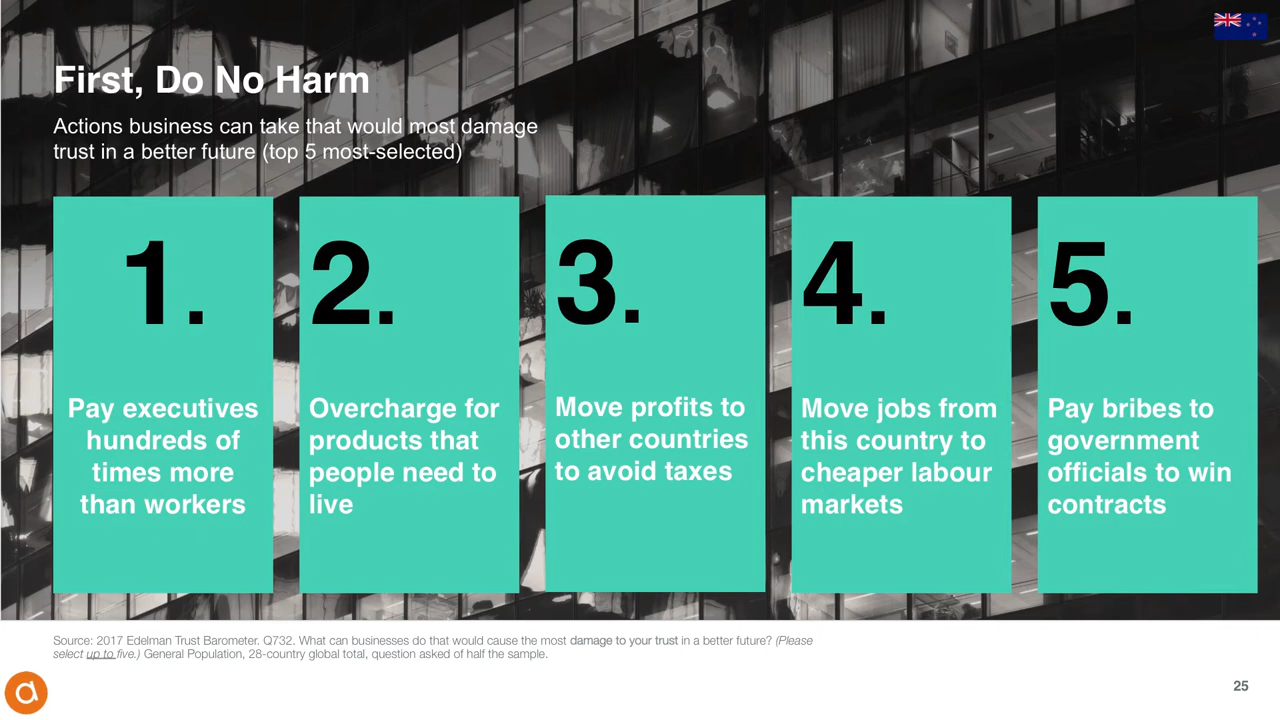 First, Do No Harm
Actions business can take that would most damage
trust in a better future (top 5 most-selected)
1.
Pay executives
hundreds of
times more
than workers
2.
Overcharge for
products that
people need to
live
3.
Move profits to
other countries
to avoid taxes
4.
Move jobs from
this country to
cheaper labour
markets
5.
Pay bribes to
government
officials to win
contracts
Source: 2017 Edelman Trust Barometer. Q732. What can businesses do that would cause the most damage to your trust in a better future? (Please
select up to five.) General Population, 28-country global total, question asked of half the sample.
a
25